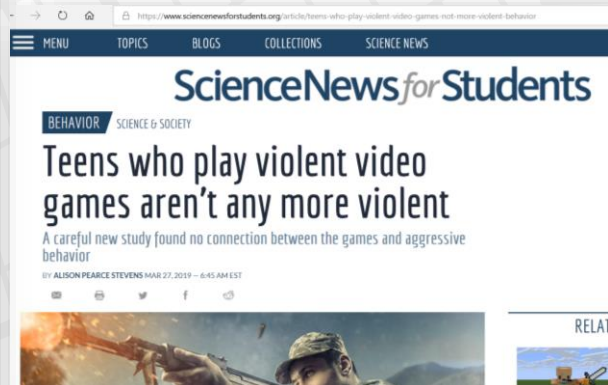 https://www.sciencenewsforstudents.org/article/teens-who-play-violent-video-games-not-more-violent-behavior
MENU TOPICS BLOGS COLLECTIONS SCIENCE NEWS
ScienceNews for Students
BEHAVIOR SCIENCE & SOCIETY
Teens who play violent video
games aren't any more violent
A careful new study found no connection between the games and aggressive
behavior
BY ALISON PEARCE STEVENS MAR 27, 2019 – 6:45 AM EST
RELAT